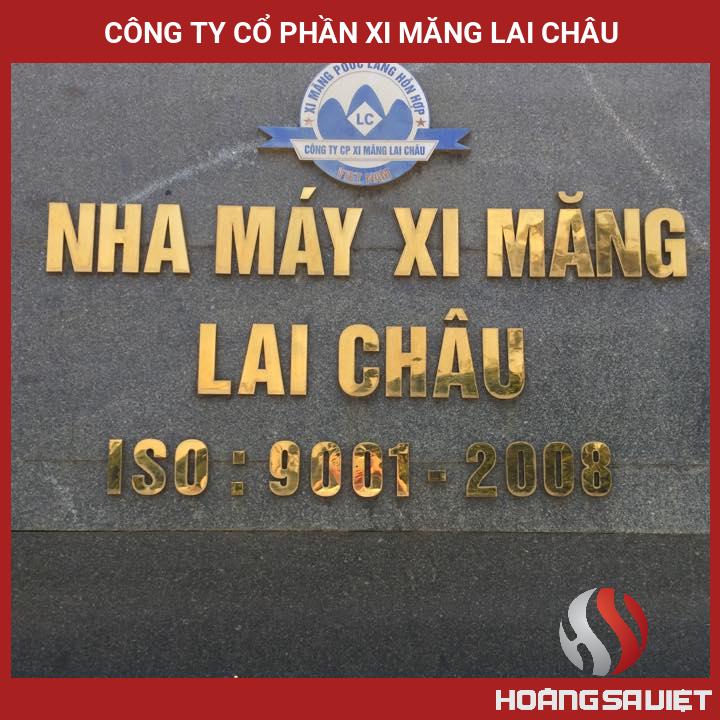 CÔNG TY CỔ PHẦN XI MĂNG LAI CHÂU
XI MĂNG POOC LĂNG HỖN HỢP
LC
CÔNG TY CP XI MĂNG LAI CHÂU
VIỆT NAM
NHA MÁY XI MĂNG
LAI CHÂU
ISO : 9001 - 2008
HOÀNGSAVIỆT